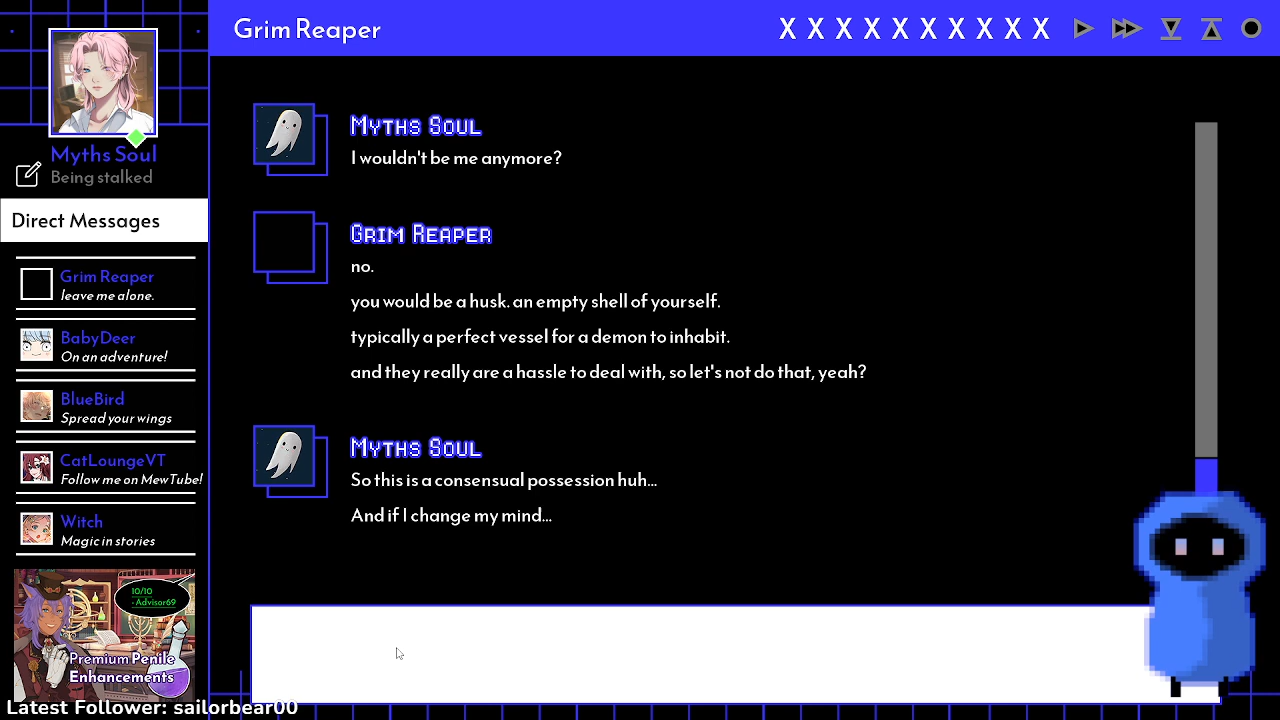 Grim Reaper
X X X X X X X X X X
Myths Soul
Being stalked
Direct Messages
Grim Reaper
leave me alone.
BabyDeer
On an adventure!
BlueBird
Spread your wings
CatLoungeVT
Follow me on MewTube!
Witch
Magic in stories
10/10
- Advisor69
Premium Penile
Enhancements
Latest Follower: sailorbear00
Myths Soul
I wouldn't be me anymore?
Grim Reaper
no.
you would be a husk. an empty shell of yourself.
typically a perfect vessel for a demon to inhabit.
and they really are a hassle to deal with, so let's not do that, yeah?
Myths Soul
So this is a consensual possession huh...
And if I change my mind...